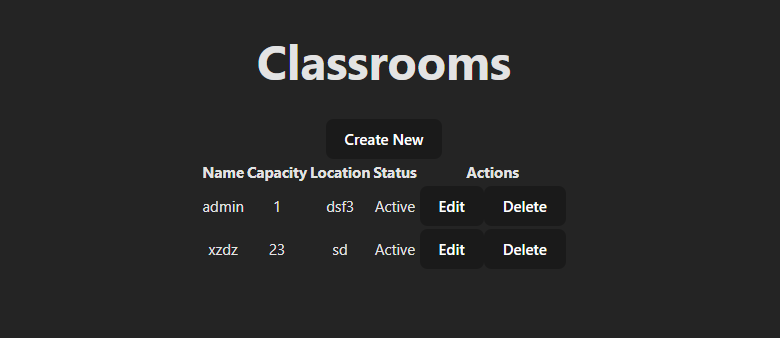 Classrooms
Create New
Name Capacity Location Status Actions
admin 1 dsf3 Active Edit Delete
xzdz 23 sd Active Edit Delete